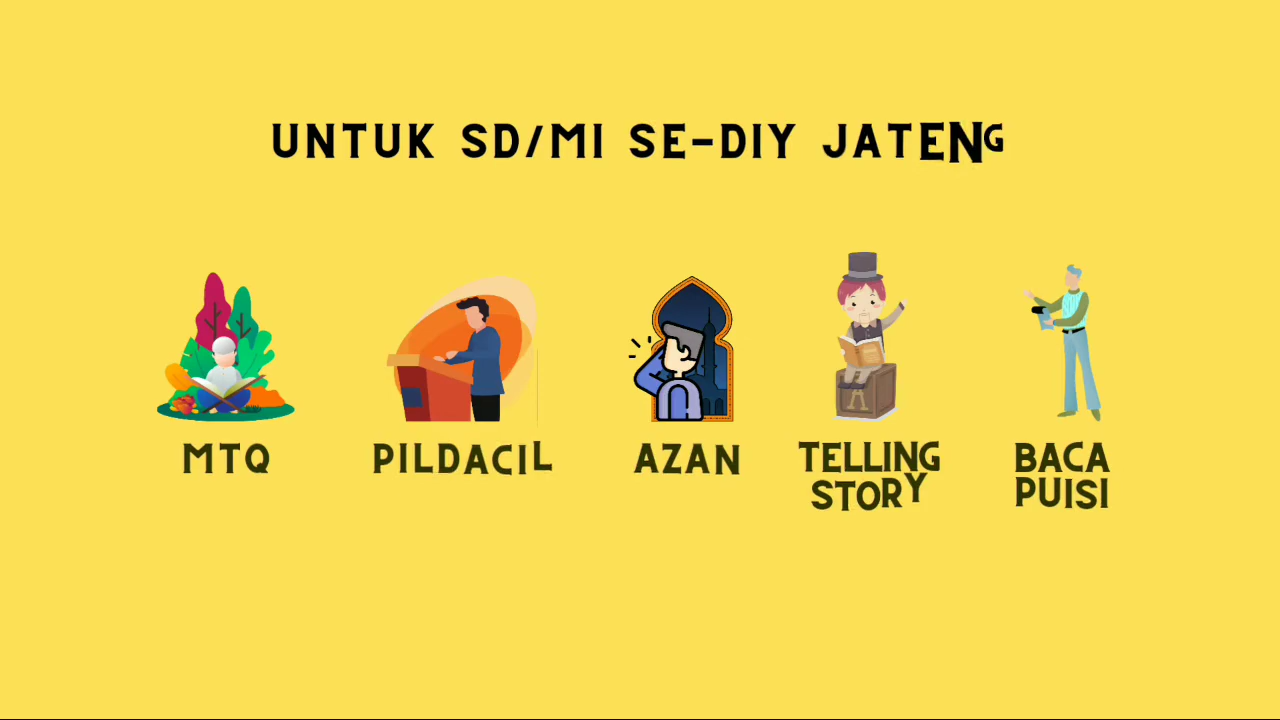 UNTUK SD/MI SE-DIY JATENG
MTQ
PILDACIL
AZAN
TELLING
STORY
BACA
PUISI